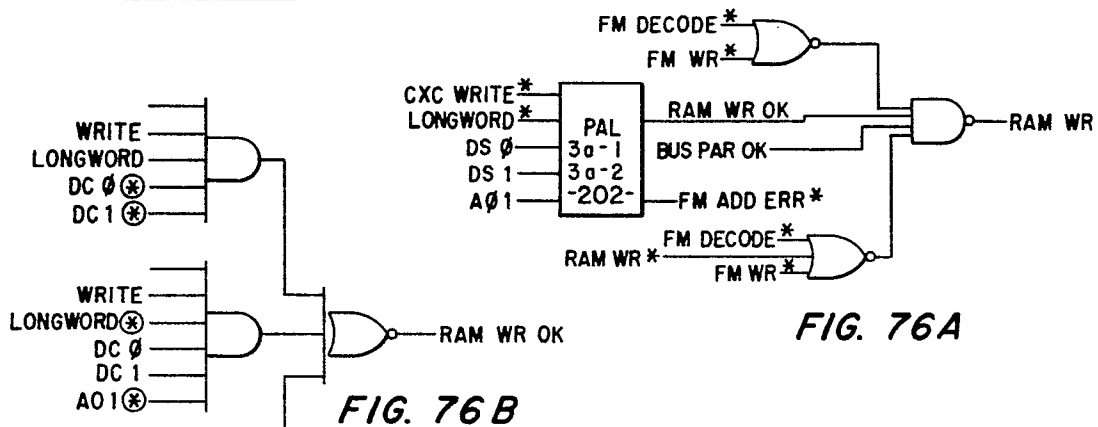 FM DECODE*
FM WR*
CXC WRITE*
LONGWORD*
DS Ø
DS 1
AØ1
PAL
3a-1
3a-2
-202-
RAM WR OK
BUS PAR OK
FM ADD ERR*
RAM WR
FM DECODE*
RAM WR*
FM WR*
FIG. 76A
WRITE
LONGWORD
DC Ø⊛
DC 1⊛
WRITE
LONGWORD⊛
DC Ø
DC 1
A01⊛
RAM WR OK
FIG. 76B